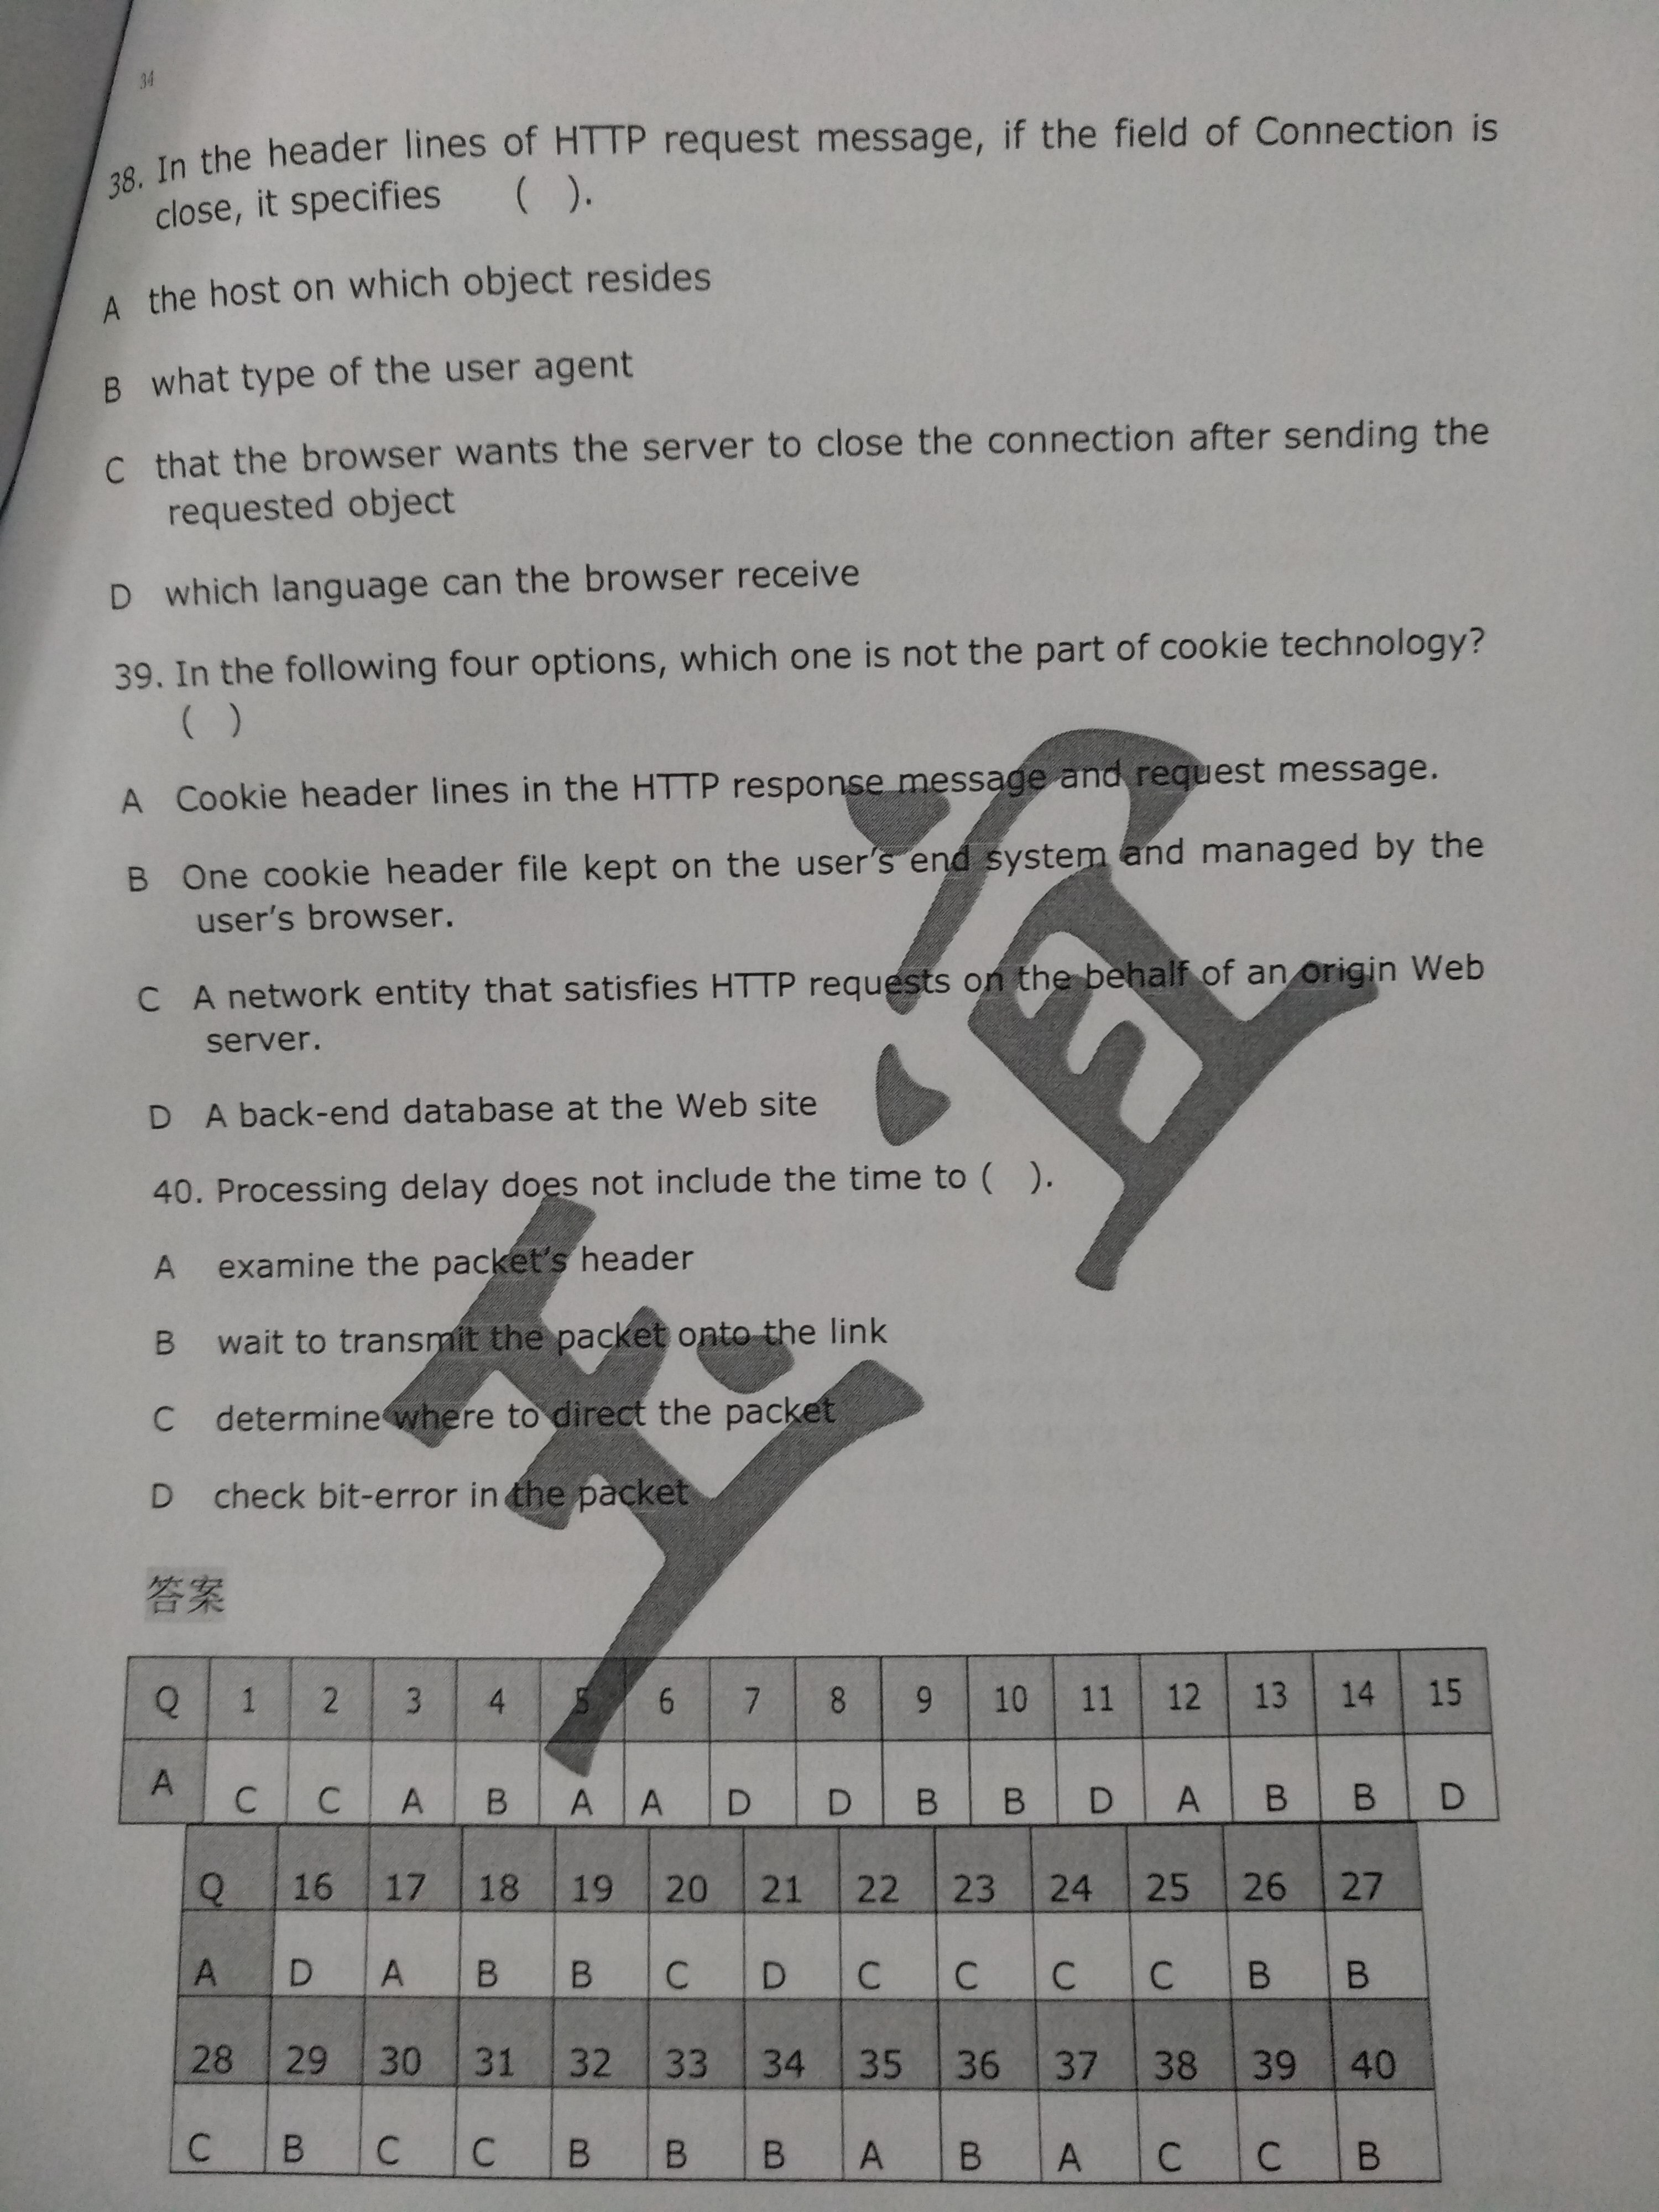 34
38. In the header lines of HTTP request message, if the field of Connection is
close, it specifies ( ).
A the host on which object resides
B what type of the user agent
C that the browser wants the server to close the connection after sending the
requested object
D which language can the browser receive
39. In the following four options, which one is not the part of cookie technology?
( )
A Cookie header lines in the HTTP response message and request message.
B One cookie header file kept on the user's end system and managed by the
user's browser.
C A network entity that satisfies HTTP requests on the behalf of an origin Web
server.
D A back-end database at the Web site
40. Processing delay does not include the time to ( ).
A examine the packet's header
B wait to transmit the packet onto the link
C determine where to direct the packet
D check bit-error in the packet
答案
Q 1 2 3 4 5 6 7 8 9 10 11 12 13 14 15
A C C A B A A D D B B D A B B D
Q 16 17 18 19 20 21 22 23 24 25 26 27
A D A B B C D C C C C B B
28 29 30 31 32 33 34 35 36 37 38 39 40
C B C C B B B A B A C C B